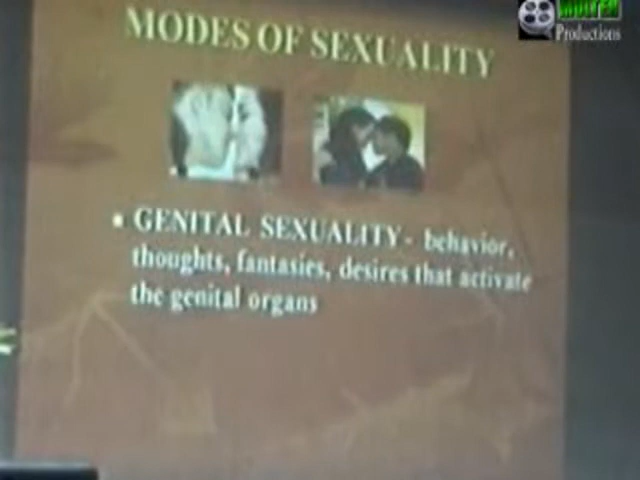 MODES OF SEXUALITY
GENITAL SEXUALITY - behavior,
thoughts, fantasies, desires that activate
the genital organs
Productions